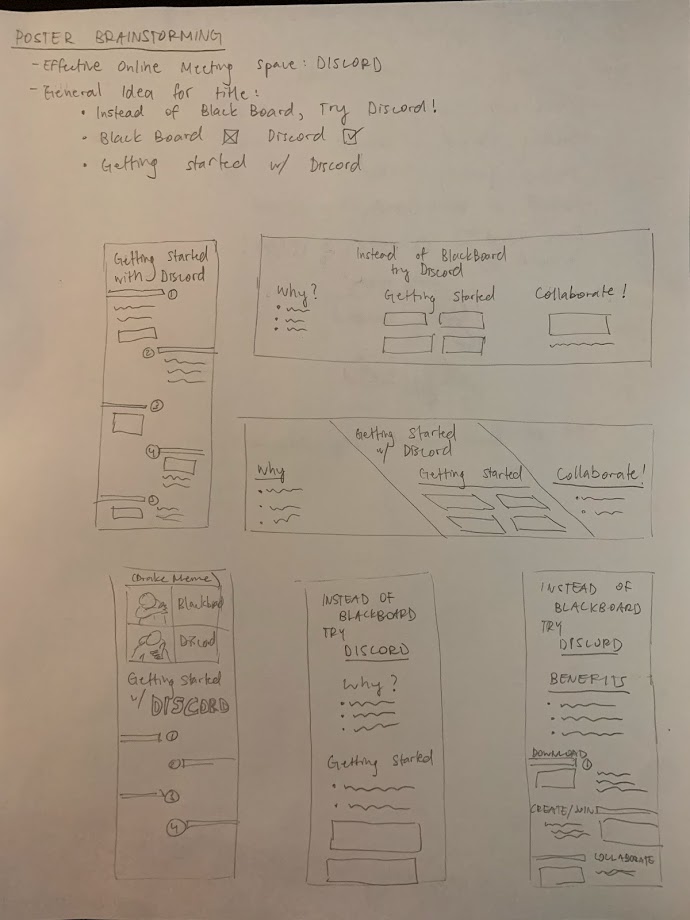 POSTER BRAINSTORMING
- Effective Online Meeting Space: DISCORD
- General Idea for title:
• Instead of Black Board, Try Discord!
• Black Board ☒ Discord ☑
• Getting started w/ Discord
Getting Started
with Discord
1
2
3
4
5
Instead of BlackBoard
try Discord
Why?
Getting Started
Collaborate!
Getting Started
w/ Discord
Why
Getting Started
Collaborate!
(Drake Meme)
Blackboard
Discord
Getting Started
w/ DISCORD
1
2
3
4
INSTEAD OF
BLACKBOARD
TRY
DISCORD
Why?
Getting Started
INSTEAD OF
BLACKBOARD
TRY
DISCORD
BENEFITS
DOWNLOAD
1
CREATE/JOIN
COLLABORATE